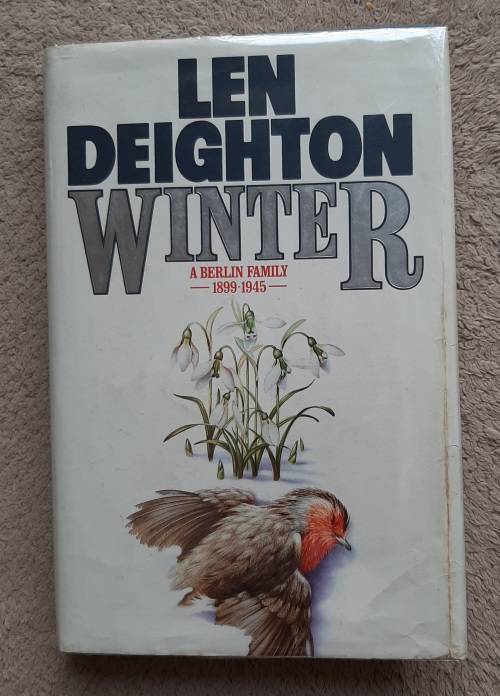 LEN
DEIGHTON
WINTER
A BERLIN FAMILY
1899·1945